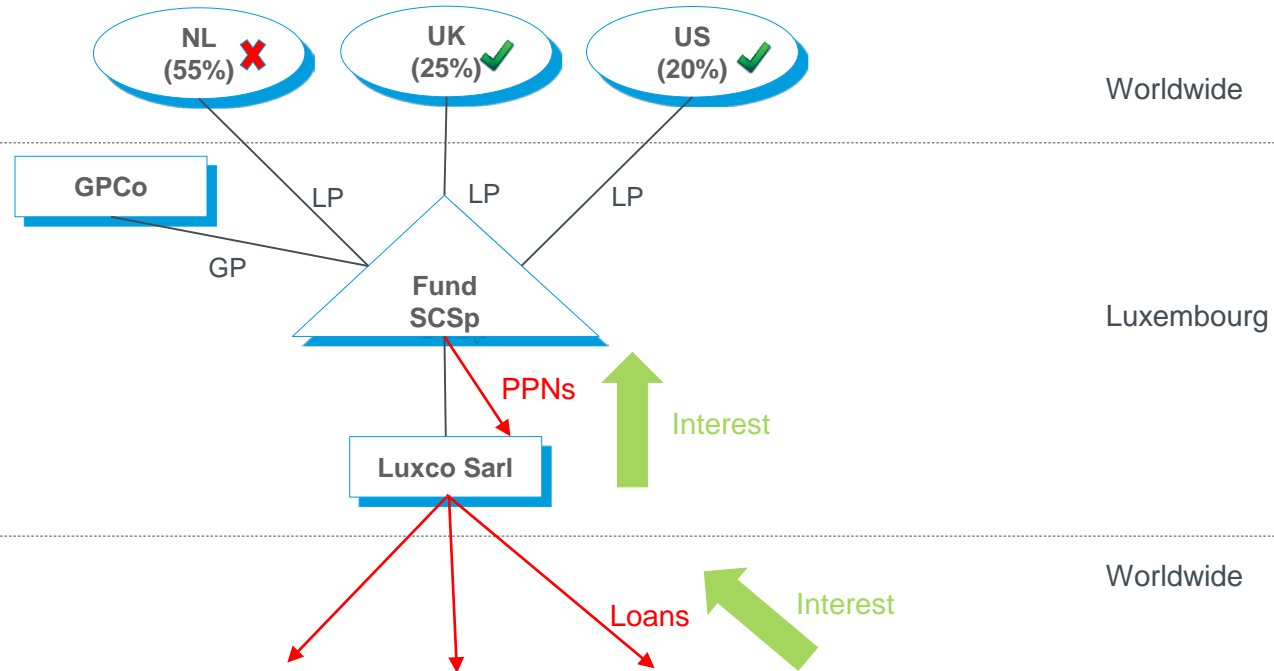 NL
(55%)
UK
(25%)
US
(20%)
Worldwide
GPCo
LP
LP
LP
GP
Fund
SCSp
Luxembourg
PPNs
Interest
Luxco Sarl
Worldwide
Interest
Loans